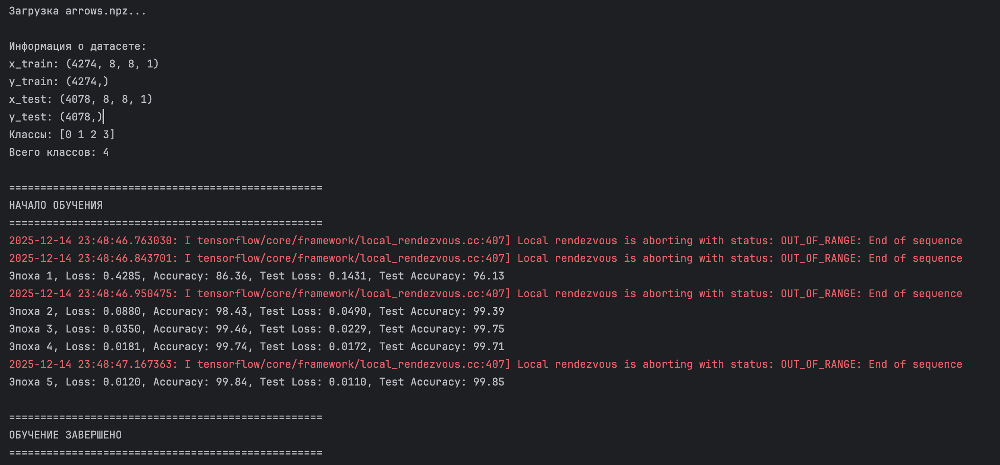 Загрузка arrows.npz...
Информация о датасете:
x_train: (4274, 8, 8, 1)
y_train: (4274,)
x_test: (4078, 8, 8, 1)
y_test: (4078,)
Классы: [0 1 2 3]
Всего классов: 4
==================================================
НАЧАЛО ОБУЧЕНИЯ
==================================================
2025-12-14 23:48:46.763030: I tensorflow/core/framework/local_rendezvous.cc:407] Local rendezvous is aborting with status: OUT_OF_RANGE: End of sequence
2025-12-14 23:48:46.843701: I tensorflow/core/framework/local_rendezvous.cc:407] Local rendezvous is aborting with status: OUT_OF_RANGE: End of sequence
Эпоха 1, Loss: 0.4285, Accuracy: 86.36, Test Loss: 0.1431, Test Accuracy: 96.13
2025-12-14 23:48:46.950475: I tensorflow/core/framework/local_rendezvous.cc:407] Local rendezvous is aborting with status: OUT_OF_RANGE: End of sequence
Эпоха 2, Loss: 0.0880, Accuracy: 98.43, Test Loss: 0.0490, Test Accuracy: 99.39
Эпоха 3, Loss: 0.0350, Accuracy: 99.46, Test Loss: 0.0229, Test Accuracy: 99.75
Эпоха 4, Loss: 0.0181, Accuracy: 99.74, Test Loss: 0.0172, Test Accuracy: 99.71
2025-12-14 23:48:47.167363: I tensorflow/core/framework/local_rendezvous.cc:407] Local rendezvous is aborting with status: OUT_OF_RANGE: End of sequence
Эпоха 5, Loss: 0.0120, Accuracy: 99.84, Test Loss: 0.0110, Test Accuracy: 99.85
==================================================
ОБУЧЕНИЕ ЗАВЕРШЕНО
==================================================